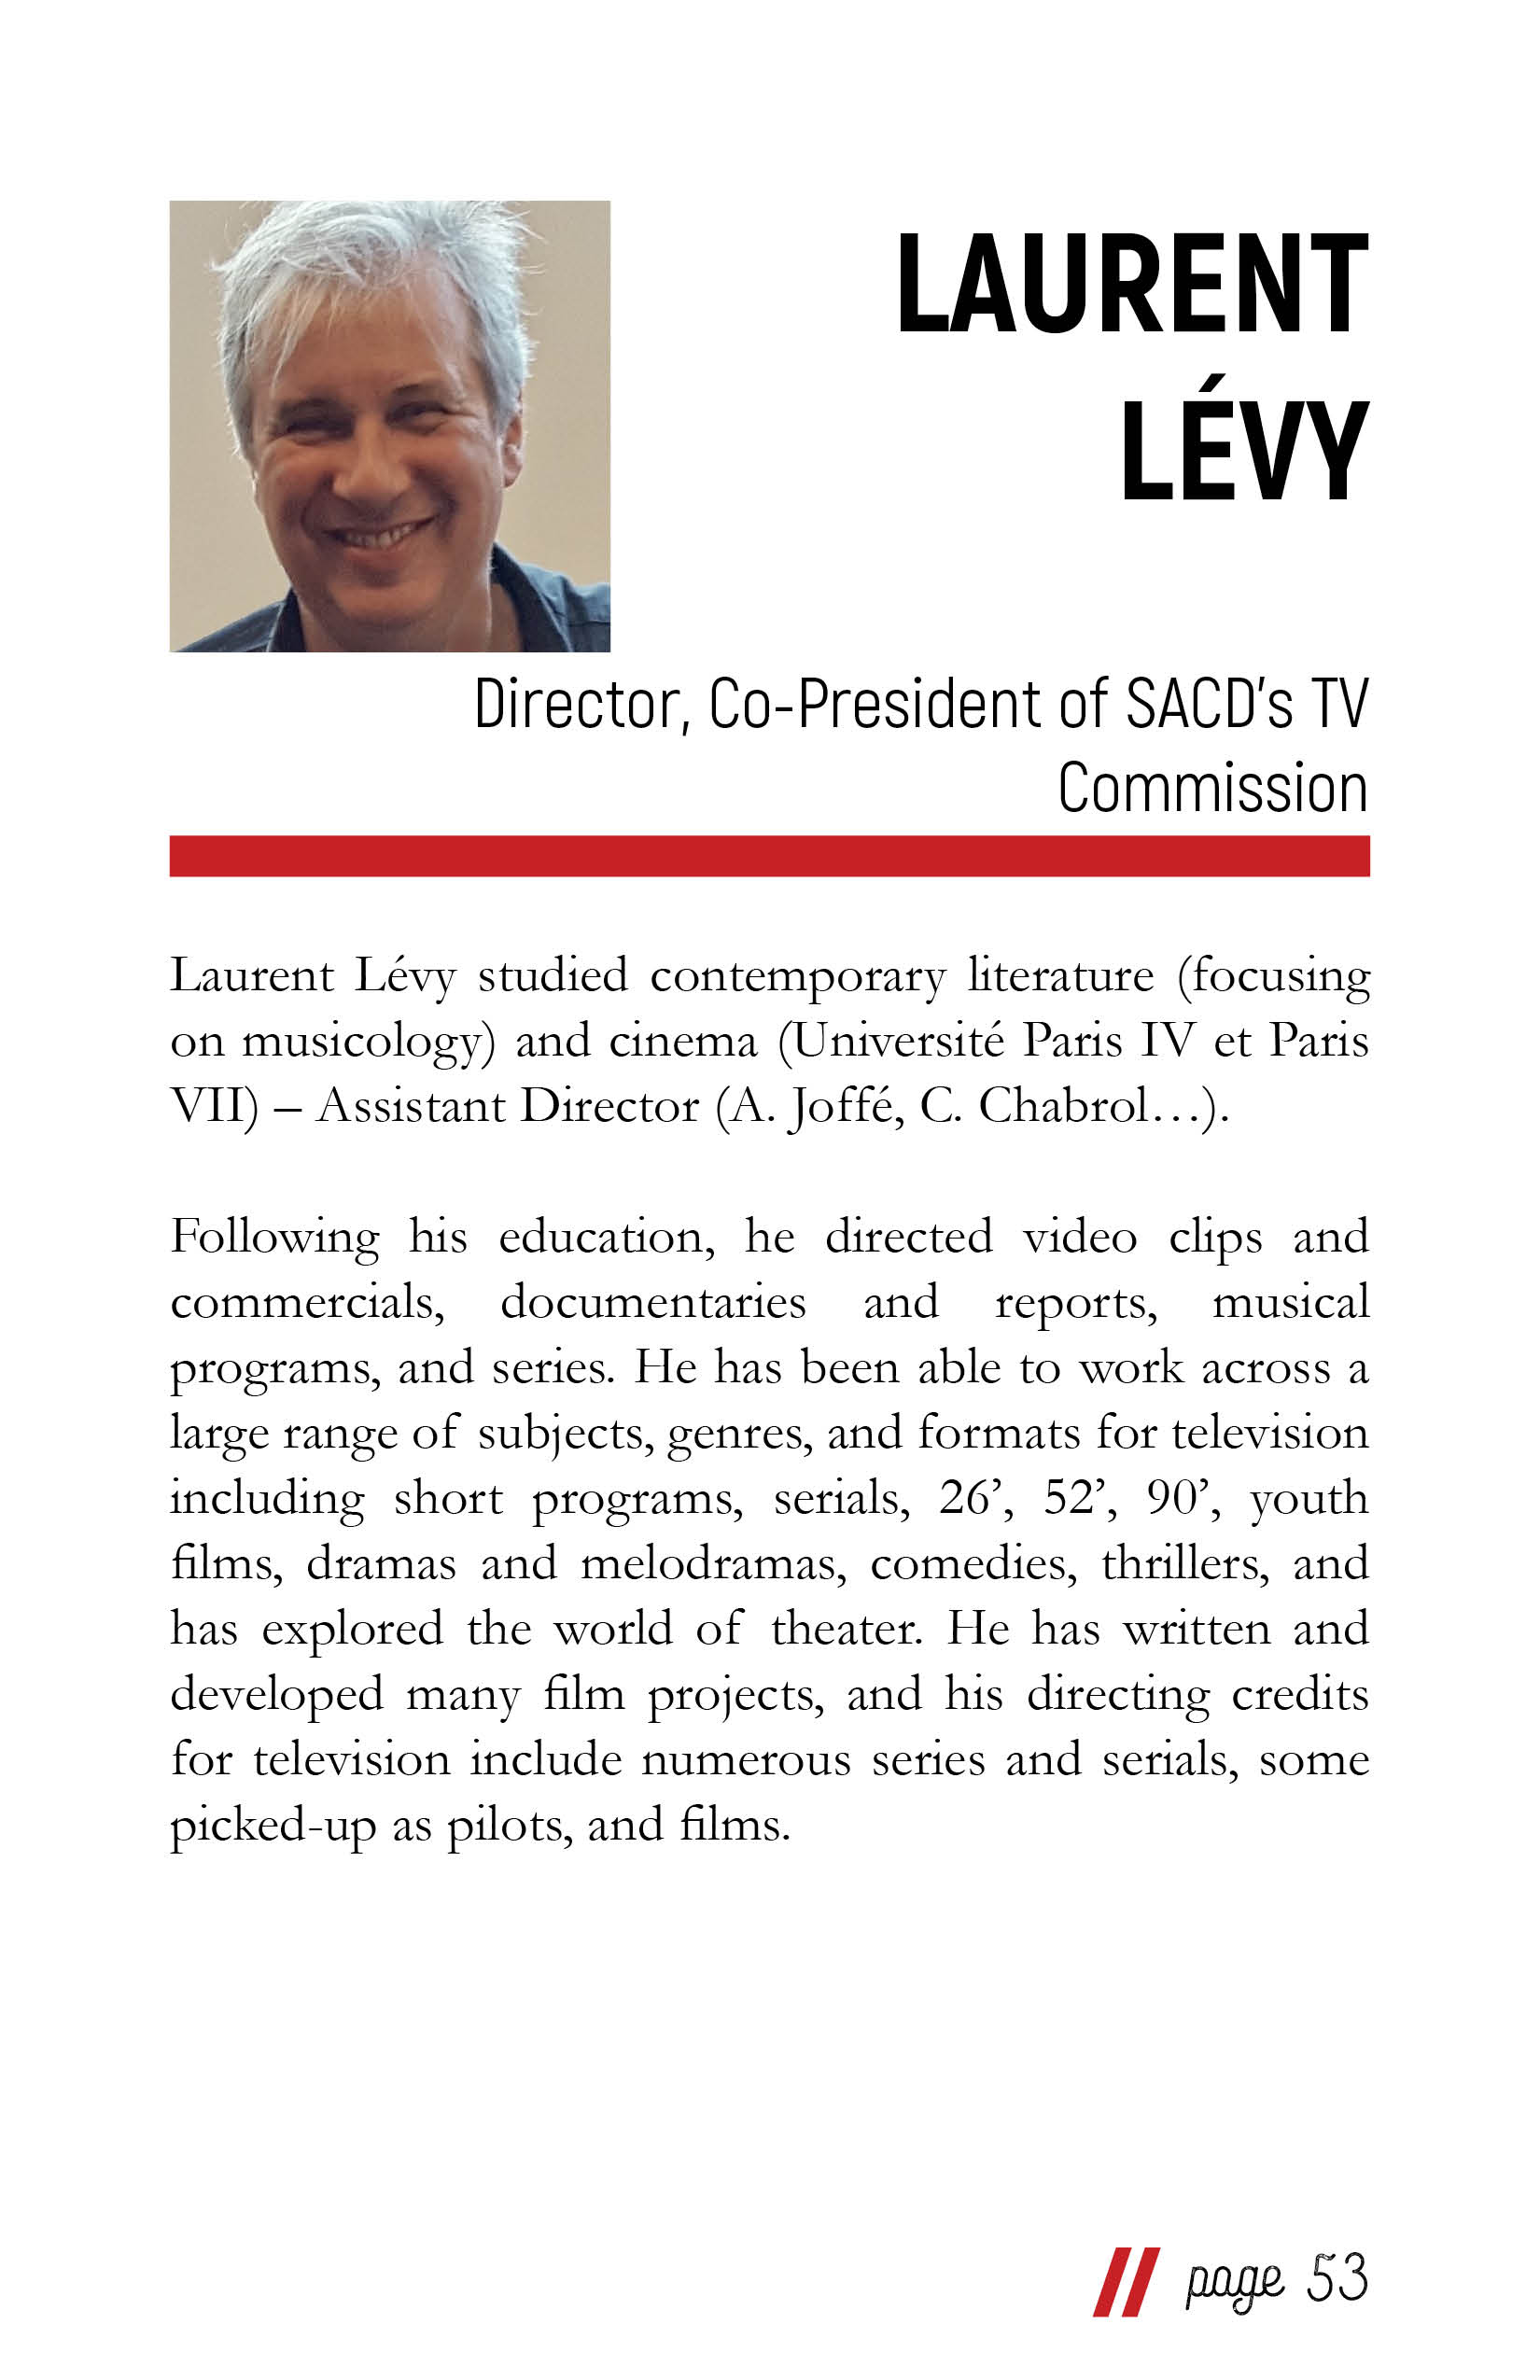 LAURENT
LÉVY
Director, Co-President of SACD’s TV
Commission
Laurent Lévy studied contemporary literature (focusing
on musicology) and cinema (Université Paris IV et Paris
VII) – Assistant Director (A. Joffé, C. Chabrol…).
Following his education, he directed video clips and
commercials, documentaries and reports, musical
programs, and series. He has been able to work across a
large range of subjects, genres, and formats for television
including short programs, serials, 26’, 52’, 90’, youth
films, dramas and melodramas, comedies, thrillers, and
has explored the world of theater. He has written and
developed many film projects, and his directing credits
for television include numerous series and serials, some
picked-up as pilots, and films.
// page 53